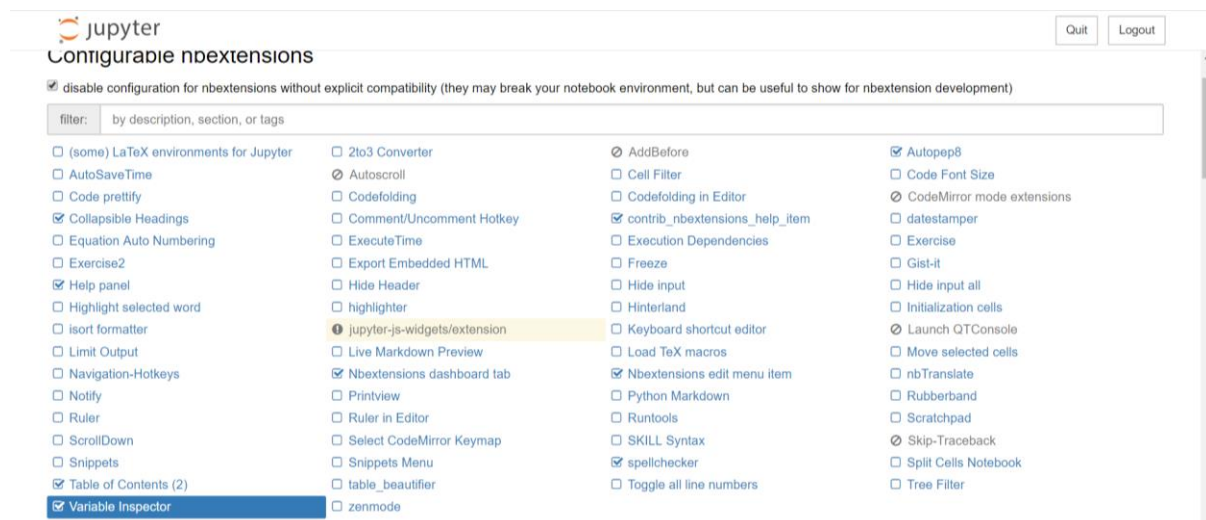 jupyter
Quit
Logout
Configurable nbextensions
disable configuration for nbextensions without explicit compatibility (they may break your notebook environment, but can be useful to show for nbextension development)
filter: by description, section, or tags
(some) LaTeX environments for Jupyter 2to3 Converter AddBefore Autopep8
AutoSaveTime Autoscroll Cell Filter Code Font Size
Code prettify Codefolding Codefolding in Editor CodeMirror mode extensions
Collapsible Headings Comment/Uncomment Hotkey contrib_nbextensions_help_item datestamper
Equation Auto Numbering ExecuteTime Execution Dependencies Exercise
Exercise2 Export Embedded HTML Freeze Gist-it
Help panel Hide Header Hide input Hide input all
Highlight selected word highlighter Hinterland Initialization cells
isort formatter jupyter-js-widgets/extension Keyboard shortcut editor Launch QTConsole
Limit Output Live Markdown Preview Load TeX macros Move selected cells
Navigation-Hotkeys Nbextensions dashboard tab Nbextensions edit menu item nbTranslate
Notify Printview Python Markdown Rubberband
Ruler Ruler in Editor Runtools Scratchpad
ScrollDown Select CodeMirror Keymap SKILL Syntax Skip-Traceback
Snippets Snippets Menu spellchecker Split Cells Notebook
Table of Contents (2) table_beautifier Toggle all line numbers Tree Filter
Variable Inspector zenmode